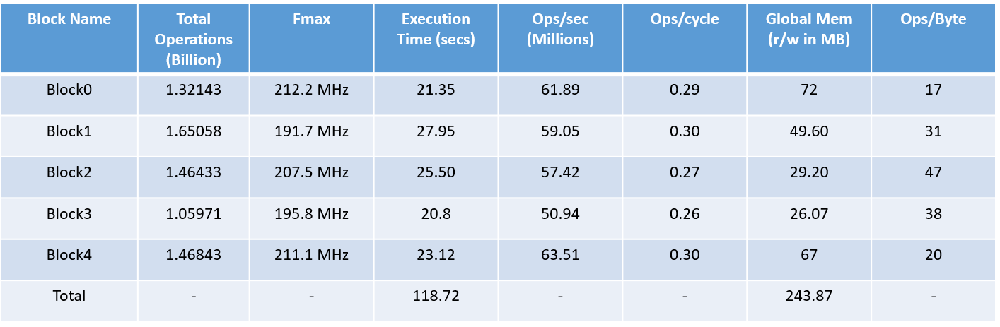 Block Name Total Operations (Billion) Fmax Execution Time (secs) Ops/sec (Millions) Ops/cycle Global Mem (r/w in MB) Ops/Byte
Block0 1.32143 212.2 MHz 21.35 61.89 0.29 72 17
Block1 1.65058 191.7 MHz 27.95 59.05 0.30 49.60 31
Block2 1.46433 207.5 MHz 25.50 57.42 0.27 29.20 47
Block3 1.05971 195.8 MHz 20.8 50.94 0.26 26.07 38
Block4 1.46843 211.1 MHz 23.12 63.51 0.30 67 20
Total - - 118.72 - - 243.87 -